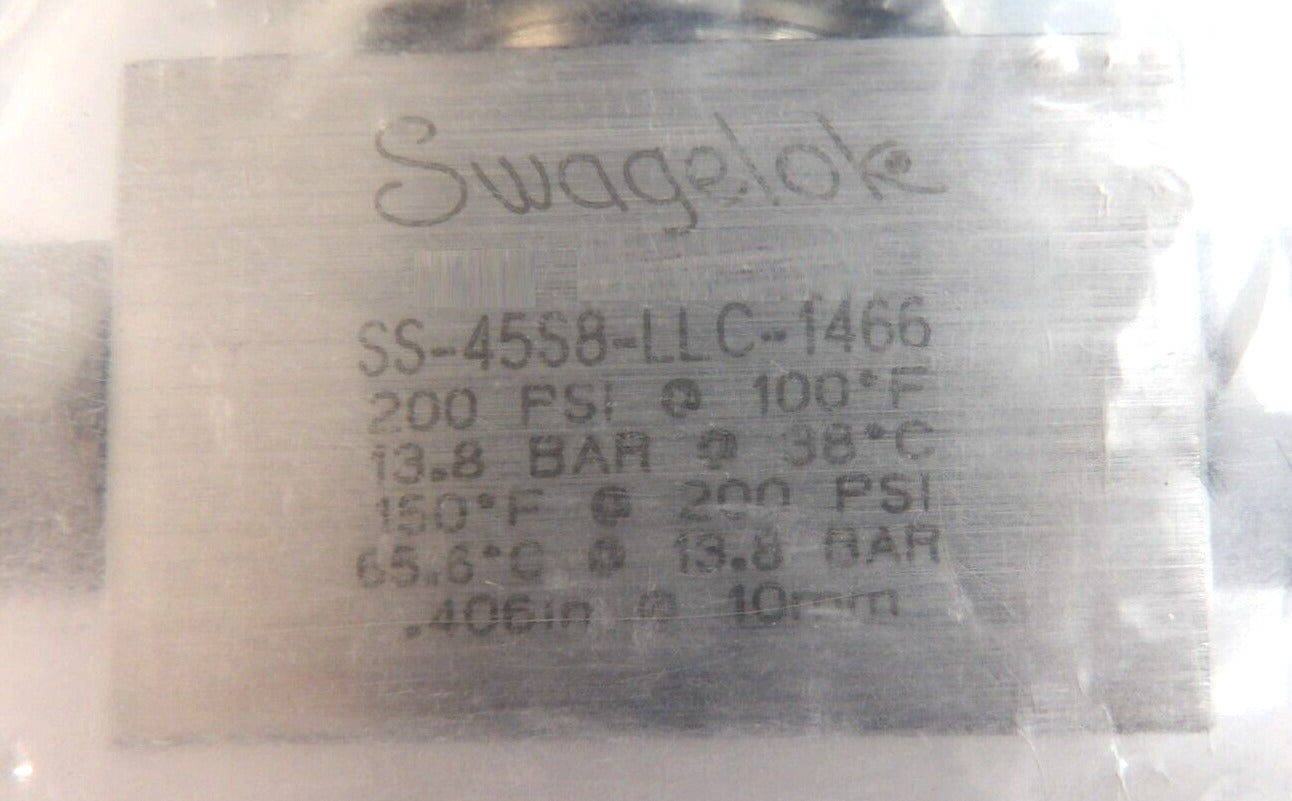 Swagelok
SS-45S8-LLC-1466
200 PSI @ 100°F
13.8 BAR @ 38°C
150°F @ 200 PSI
65.6°C @ 13.8 BAR
.406in @ 10mm